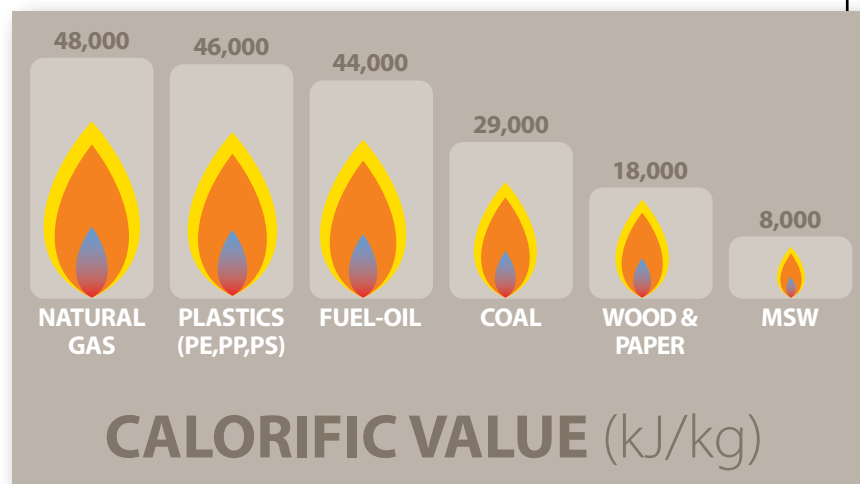 48,000
46,000
44,000
29,000
18,000
8,000
NATURAL
GAS
PLASTICS
(PE,PP,PS)
FUEL-OIL
COAL
WOOD &
PAPER
MSW
CALORIFIC VALUE (kJ/kg)